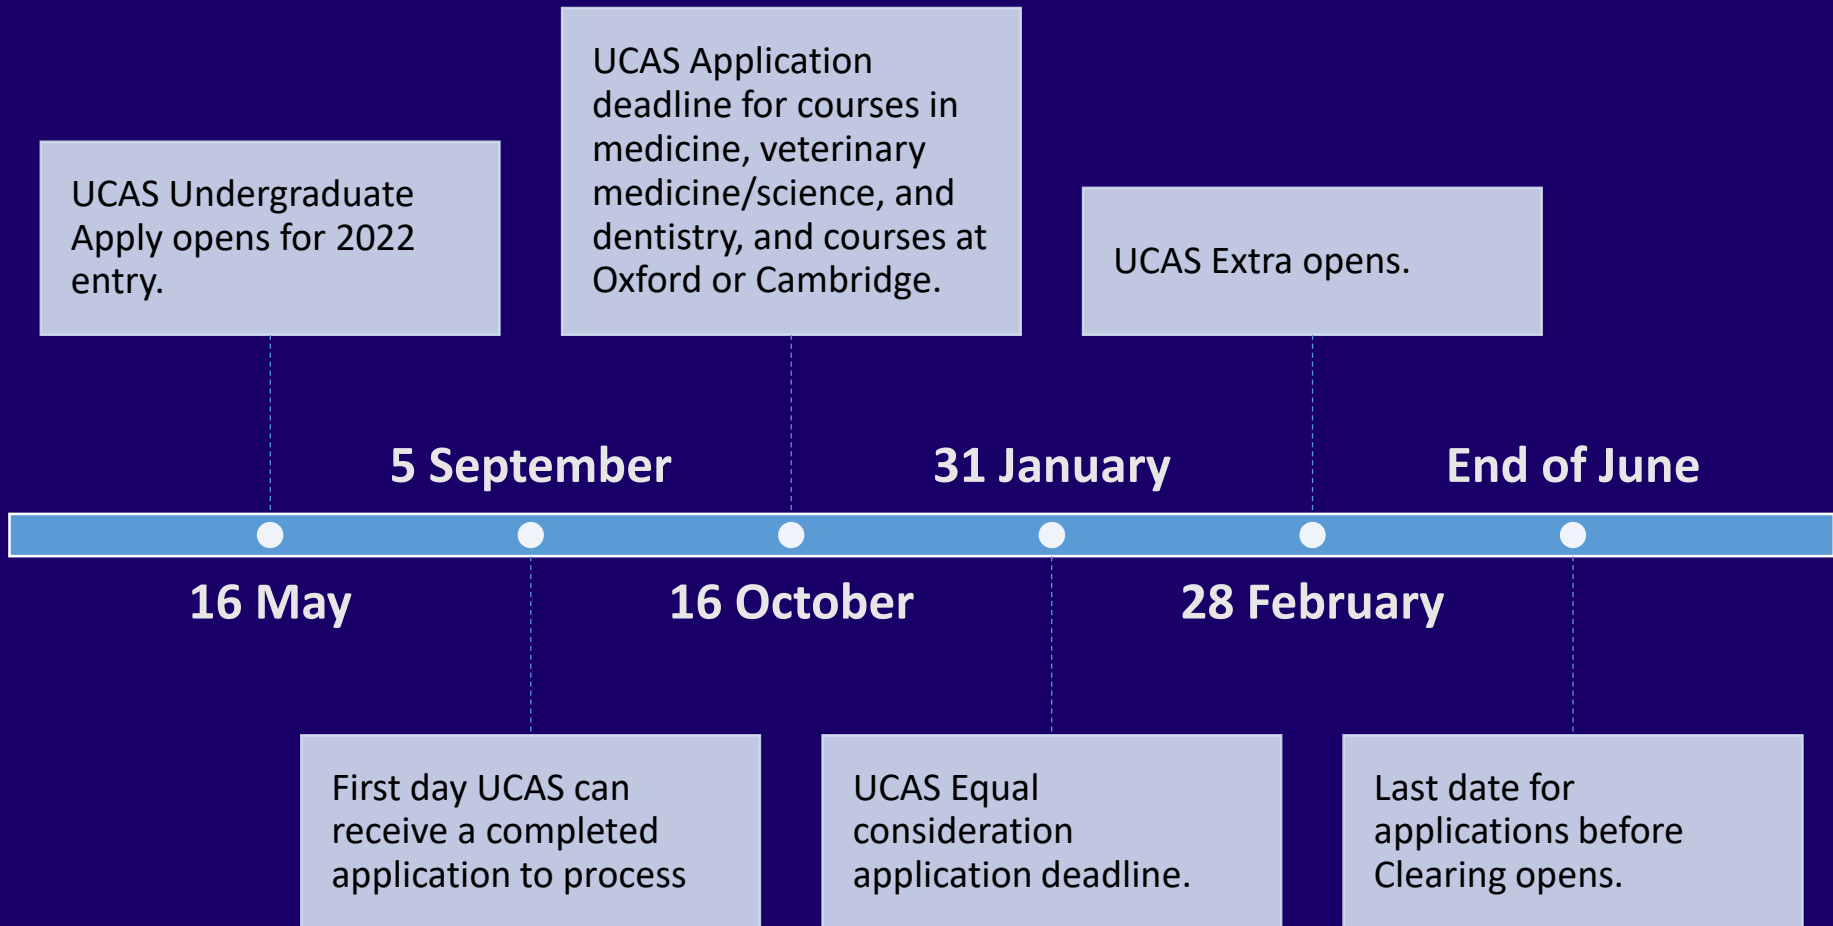 UCAS Undergraduate
Apply opens for 2022
entry.
UCAS Application
deadline for courses in
medicine, veterinary
medicine/science, and
dentistry, and courses at
Oxford or Cambridge.
UCAS Extra opens.
5 September
31 January
End of June
16 May
16 October
28 February
First day UCAS can
receive a completed
application to process
UCAS Equal
consideration
application deadline.
Last date for
applications before
Clearing opens.